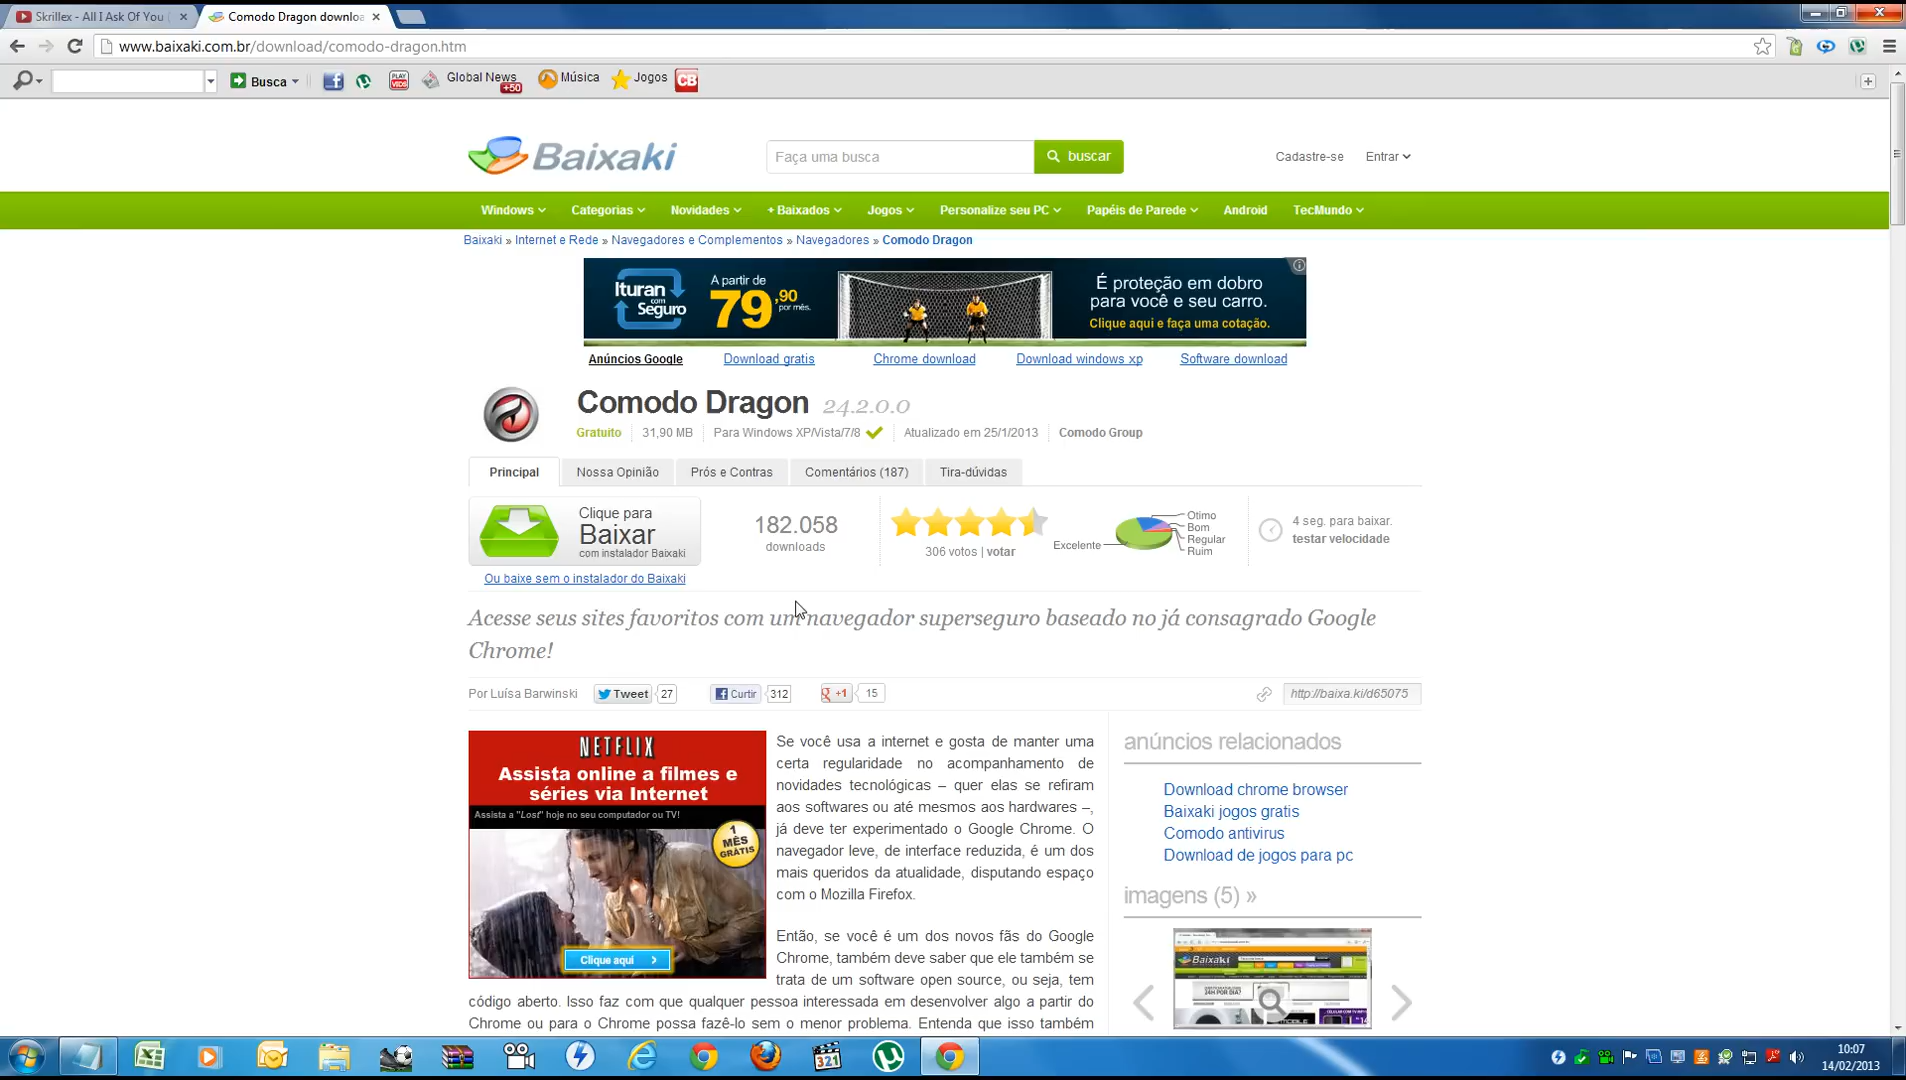 Skrillex - All I Ask Of You
Comodo Dragon downloa
www.baixaki.com.br/download/comodo-dragon.htm
Busca
PLAY VIDS
Global News
+50
Música
Jogos
CB
Baixaki
Faça uma busca
buscar
Cadastre-se
Entrar
Windows
Categorias
Novidades
+ Baixados
Jogos
Personalize seu PC
Papéis de Parede
Android
TecMundo
Baixaki » Internet e Rede » Navegadores e Complementos » Navegadores » Comodo Dragon
Ituran
com
Seguro
A partir de
79,90
por mês.
É proteção em dobro
para você e seu carro.
Clique aqui e faça uma cotação.
Anúncios Google
Download gratis
Chrome download
Download windows xp
Software download
Comodo Dragon 24.2.0.0
Gratuito
31,90 MB
Para Windows XP/Vista/7/8
Atualizado em 25/1/2013
Comodo Group
Principal
Nossa Opinião
Prós e Contras
Comentários (187)
Tira-dúvidas
Clique para
Baixar
com instalador Baixaki
Ou baixe sem o instalador do Baixaki
182.058
downloads
306 votos | votar
Excelente
Otimo
Bom
Regular
Ruim
4 seg. para baixar.
testar velocidade
Acesse seus sites favoritos com um navegador superseguro baseado no já consagrado Google
Chrome!
Por Luísa Barwinski
Tweet
27
Curtir
312
+1
15
http://baixa.ki/d65075
NETFLIX
Assista online a filmes e
séries via Internet
Assista a "Lost" hoje no seu computador ou TV!
1
MÊS
GRÁTIS
Clique aqui
Se você usa a internet e gosta de manter uma
certa regularidade no acompanhamento de
novidades tecnológicas – quer elas se refiram
aos softwares ou até mesmos aos hardwares –,
já deve ter experimentado o Google Chrome. O
navegador leve, de interface reduzida, é um dos
mais queridos da atualidade, disputando espaço
com o Mozilla Firefox.
Então, se você é um dos novos fãs do Google
Chrome, também deve saber que ele também se
trata de um software open source, ou seja, tem
código aberto. Isso faz com que qualquer pessoa interessada em desenvolver algo a partir do
Chrome ou para o Chrome possa fazê-lo sem o menor problema. Entenda que isso também
anúncios relacionados
Download chrome browser
Baixaki jogos gratis
Comodo antivirus
Download de jogos para pc
imagens (5) »
Baixaki
321
10:07
14/02/2013